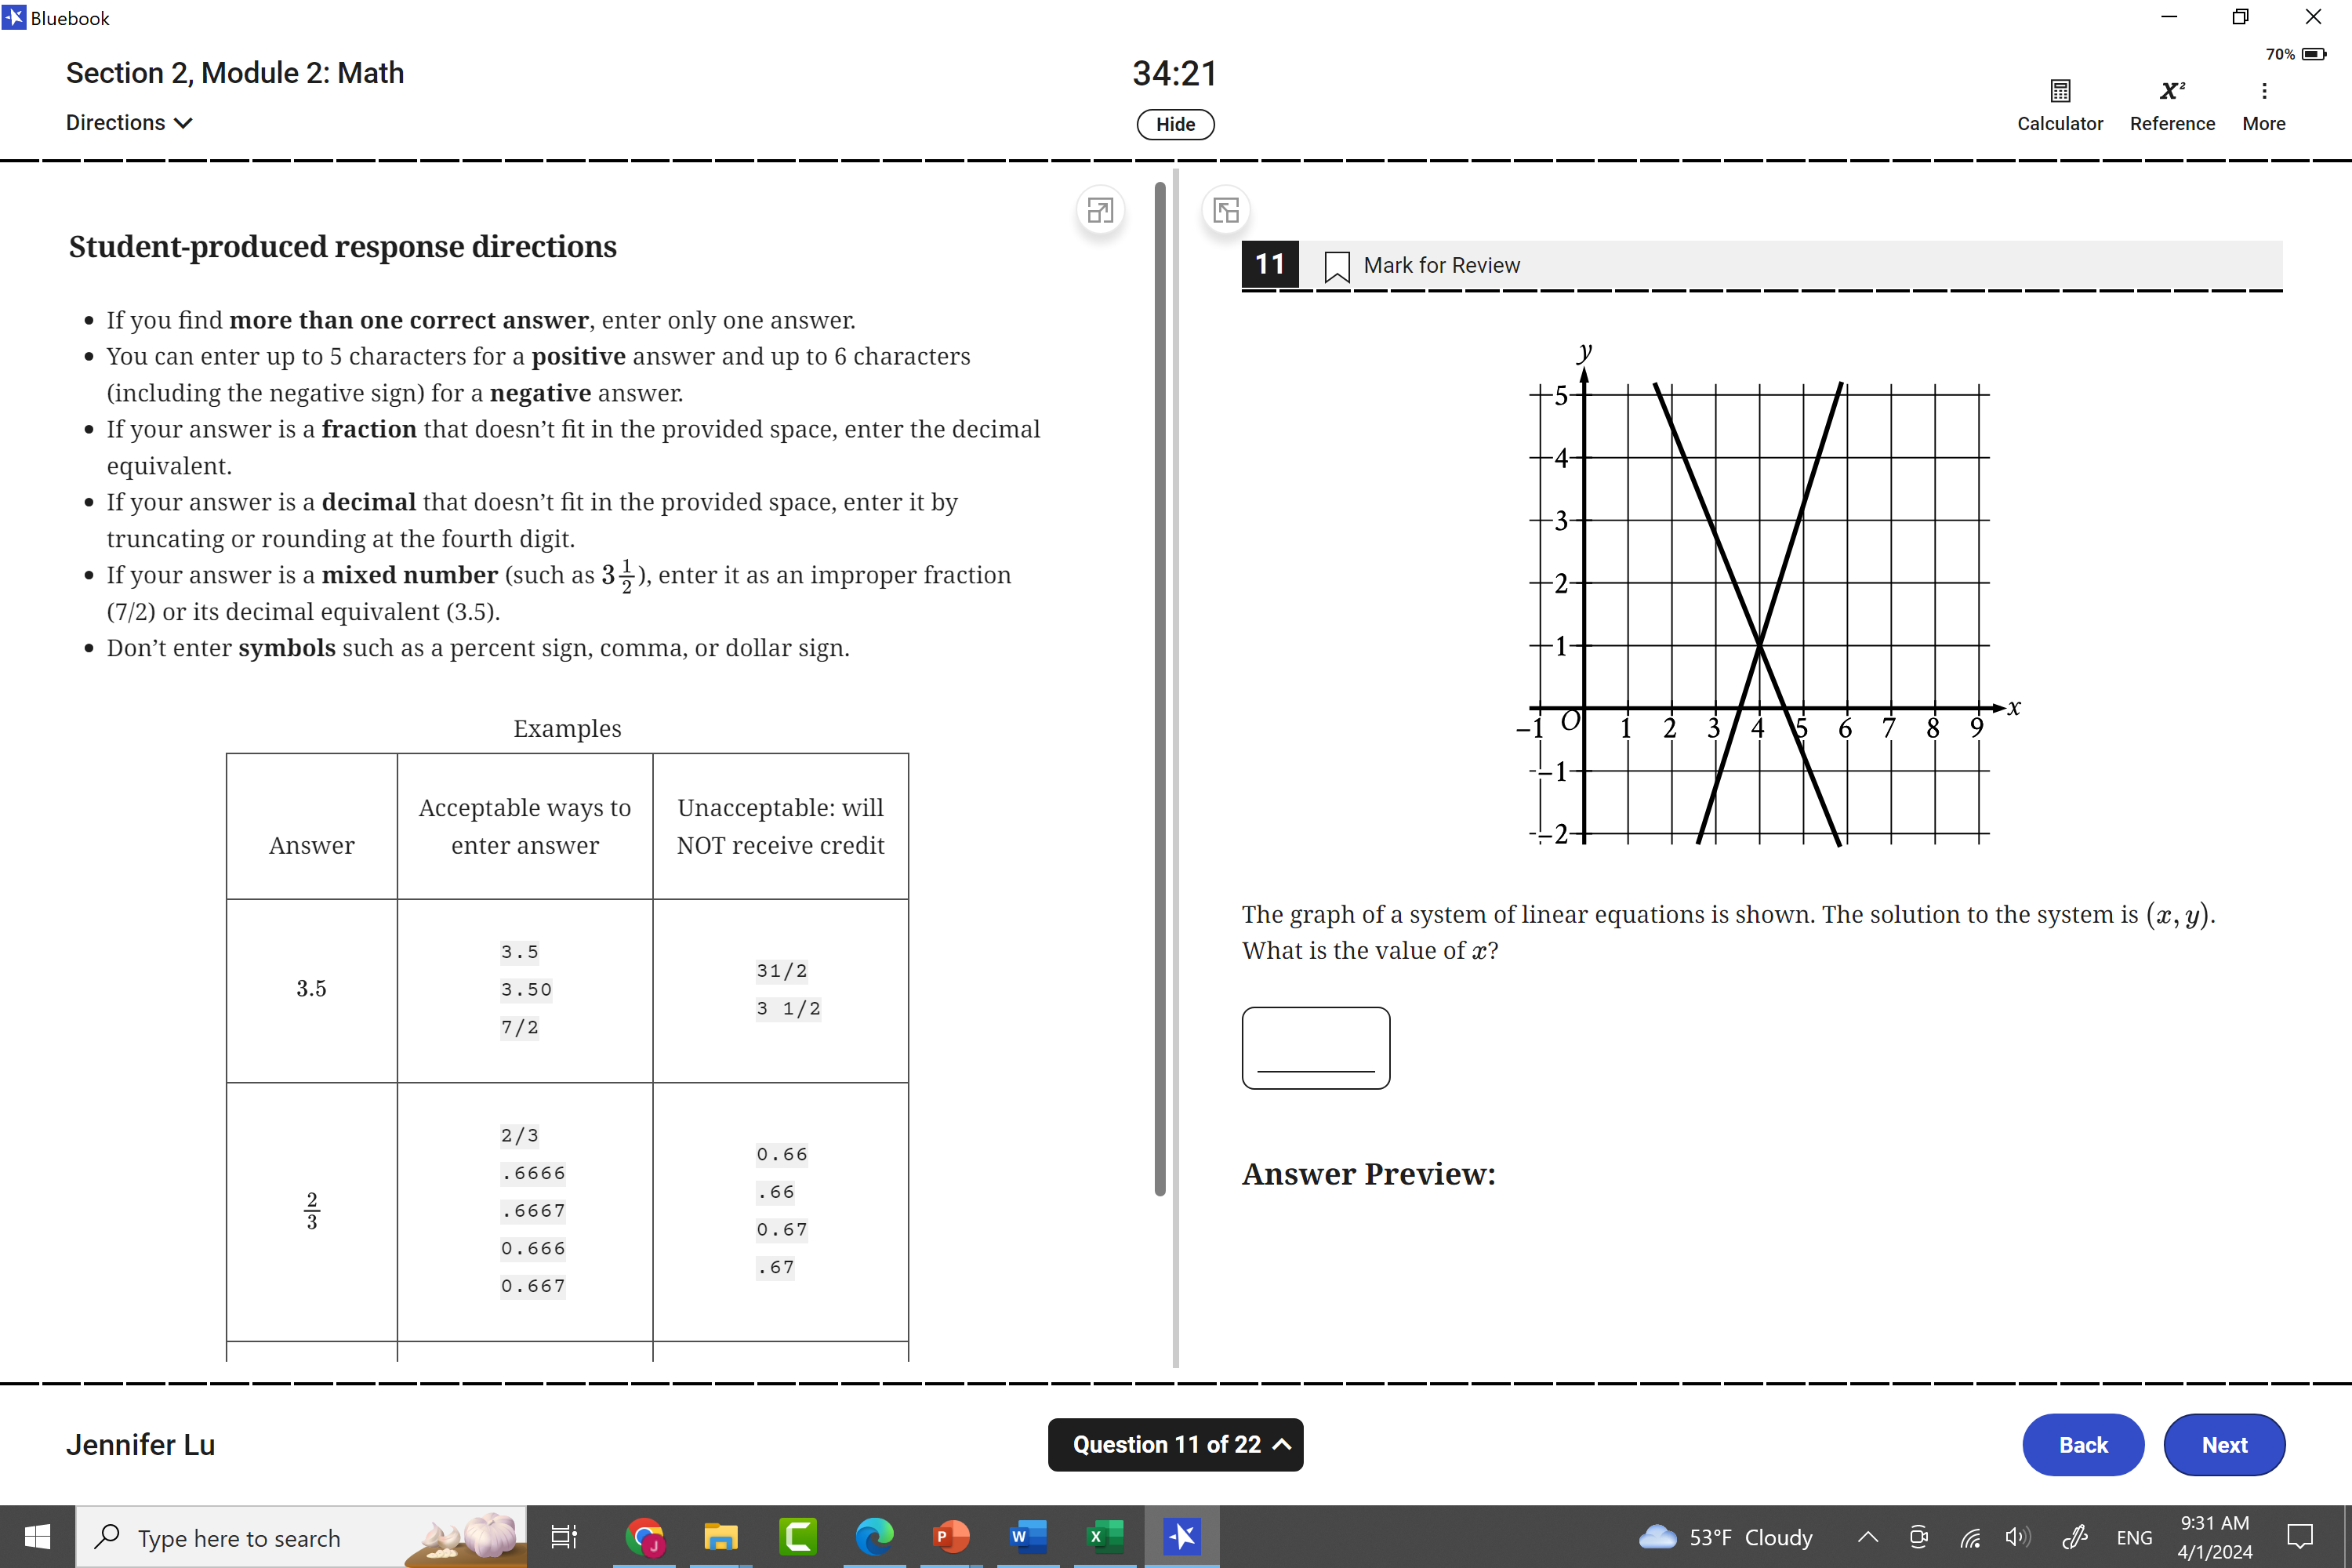 Bluebook
Section 2, Module 2: Math
Directions
34:21
Hide
70%
Calculator
Reference
More
Student-produced response directions
• If you find more than one correct answer, enter only one answer.
• You can enter up to 5 characters for a positive answer and up to 6 characters
(including the negative sign) for a negative answer.
• If your answer is a fraction that doesn’t fit in the provided space, enter the decimal
equivalent.
• If your answer is a decimal that doesn’t fit in the provided space, enter it by
truncating or rounding at the fourth digit.
• If your answer is a mixed number (such as 3 1/2), enter it as an improper fraction
(7/2) or its decimal equivalent (3.5).
• Don’t enter symbols such as a percent sign, comma, or dollar sign.
Examples
Answer
Acceptable ways to
enter answer
Unacceptable: will
NOT receive credit
3.5
3.5
3.50
7/2
31/2
3 1/2
2/3
2/3
.6666
.6667
0.666
0.667
0.66
.66
0.67
.67
11
Mark for Review
y
5
4
3
2
1
x
−1 O 1 2 3 4 5 6 7 8 9
−1
−2
The graph of a system of linear equations is shown. The solution to the system is (x, y).
What is the value of x?
Answer Preview:
Jennifer Lu
Question 11 of 22
Back
Next
Type here to search
53°F Cloudy
ENG
9:31 AM
4/1/2024